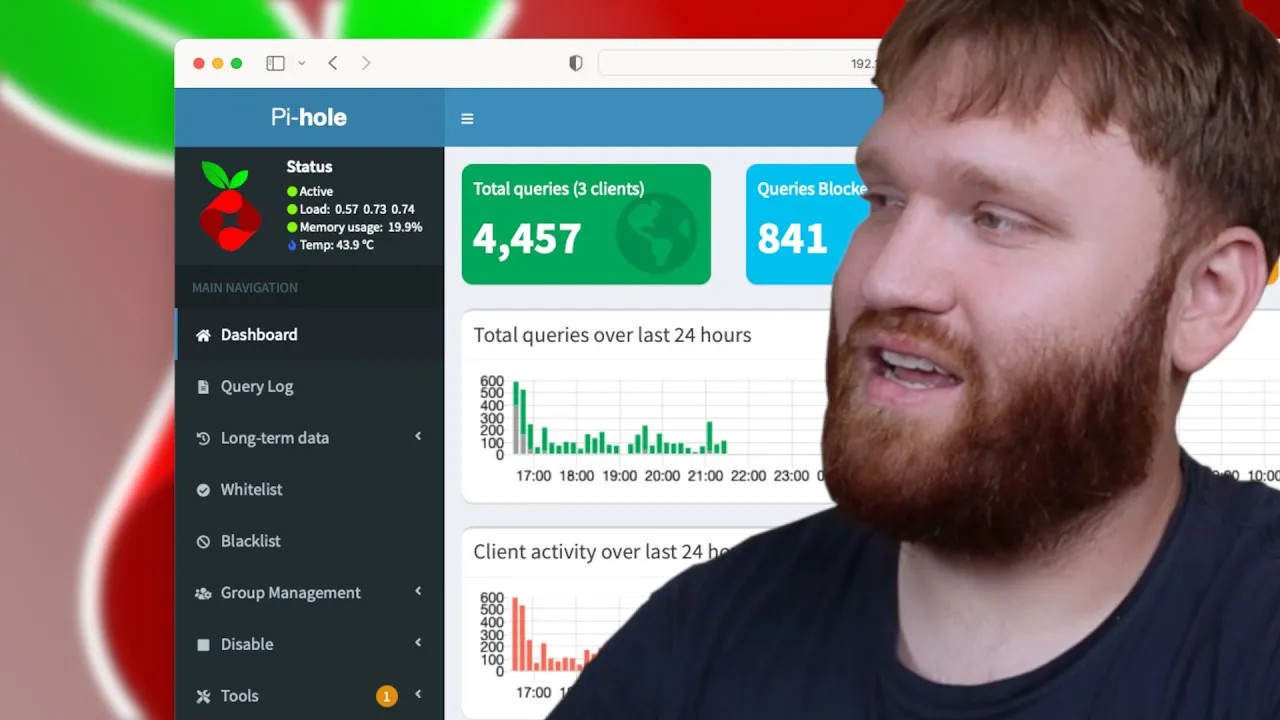 192.
Pi-hole
Status
Active
Load: 0.57 0.73 0.74
Memory usage: 19.9%
Temp: 43.9 °C
MAIN NAVIGATION
Dashboard
Query Log
Long-term data
Whitelist
Blacklist
Group Management
Disable
Tools
1
Total queries (3 clients)
4,457
Queries Blocke
841
Total queries over last 24 hours
600
500
400
300
200
100
0
17:00 18:00 19:00 20:00 21:00 22:00 23:00
10:00
Client activity over last 24 ho
600
500
400
300
200
100
0
17:00